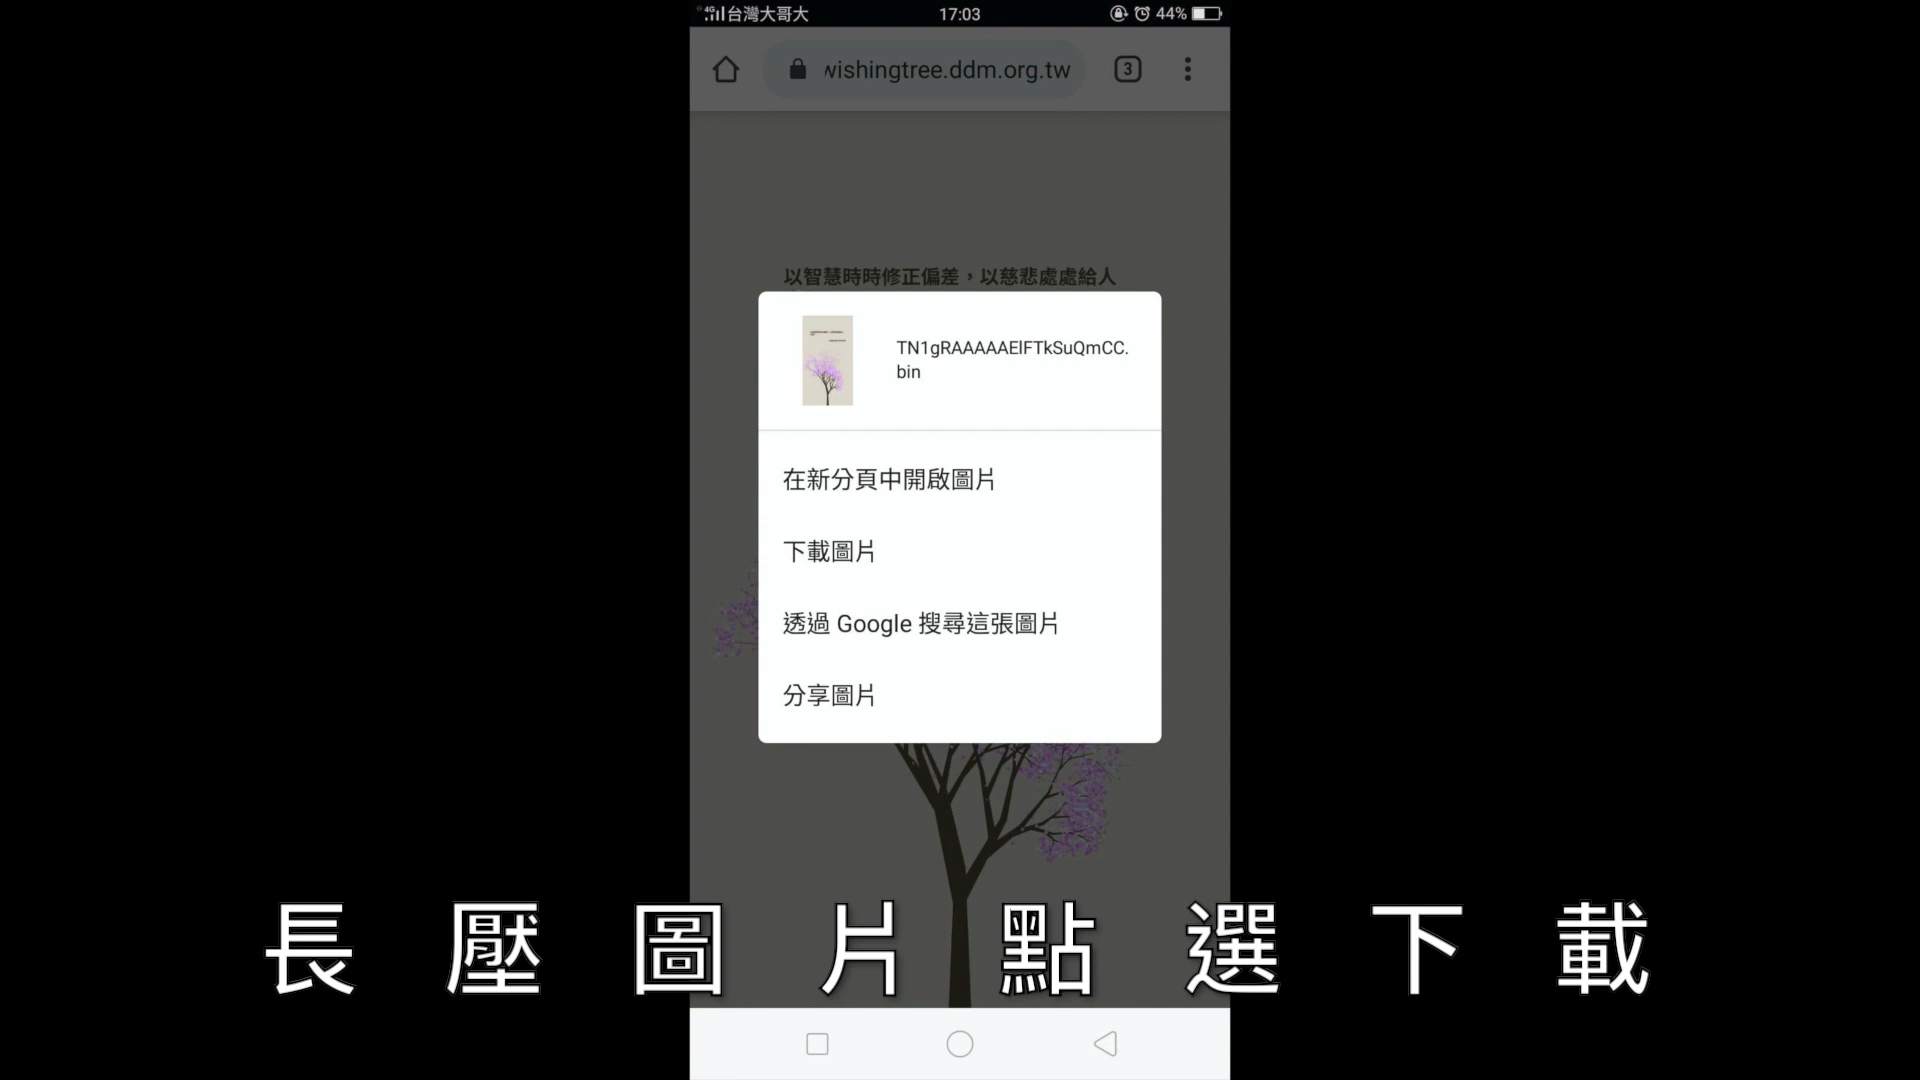 4G 台灣大哥大 17:03 44%
wishingtree.ddm.org.tw 3
以智慧時時修正偏差，以慈悲處處給人
TN1gRAAAAAElFTkSuQmCC.
bin
在新分頁中開啟圖片
下載圖片
透過 Google 搜尋這張圖片
分享圖片
長壓圖片點選下載